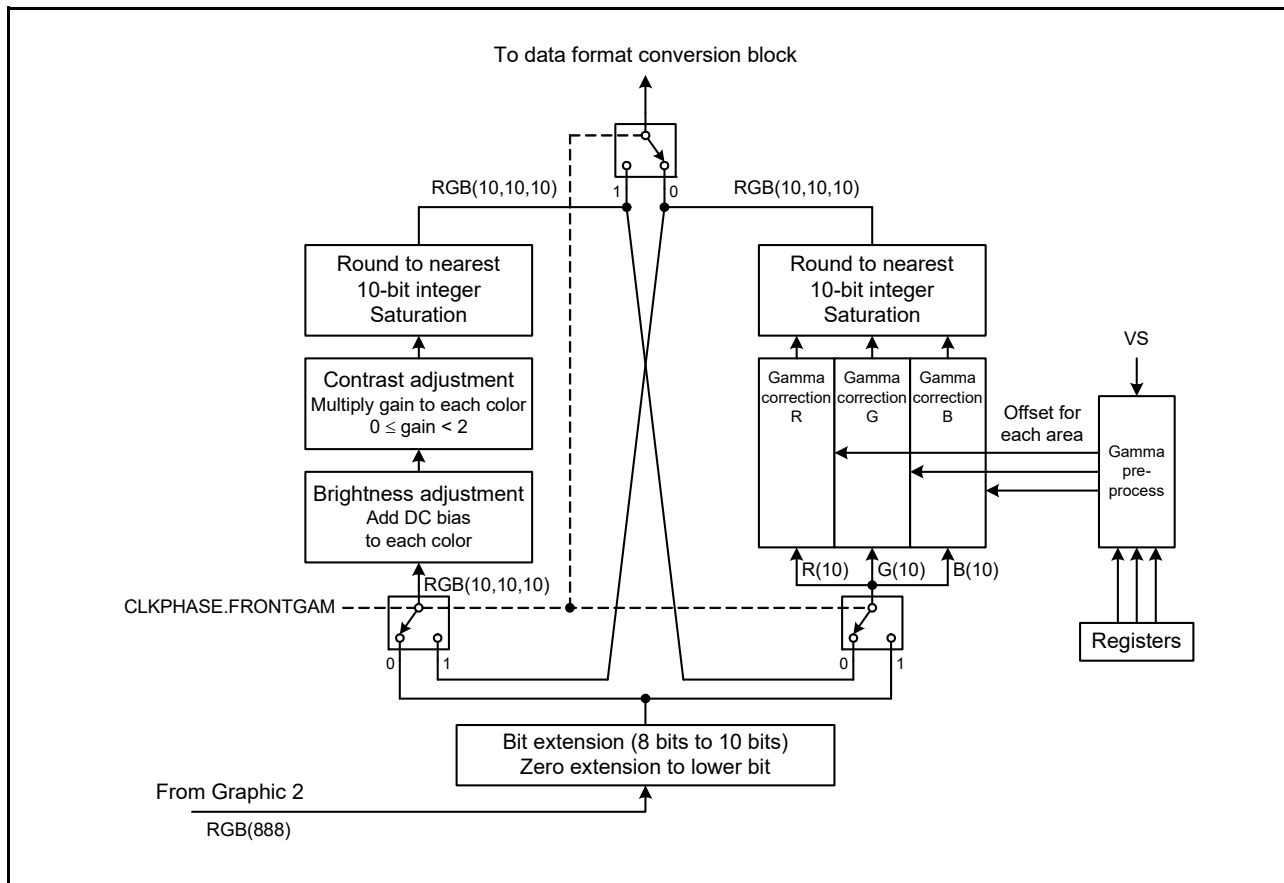 To data format conversion block
1
0
RGB(10,10,10)
RGB(10,10,10)
Round to nearest
10-bit integer
Saturation
Round to nearest
10-bit integer
Saturation
VS
Contrast adjustment
Multiply gain to each color
0 ≤ gain < 2
Gamma
correction
R
Gamma
correction
G
Gamma
correction
B
Offset for
each area
Gamma
pre-
process
Brightness adjustment
Add DC bias
to each color
R(10)
G(10)
B(10)
RGB(10,10,10)
CLKPHASE.FRONTGAM
0
1
0
1
Registers
Bit extension (8 bits to 10 bits)
Zero extension to lower bit
From Graphic 2
RGB(888)